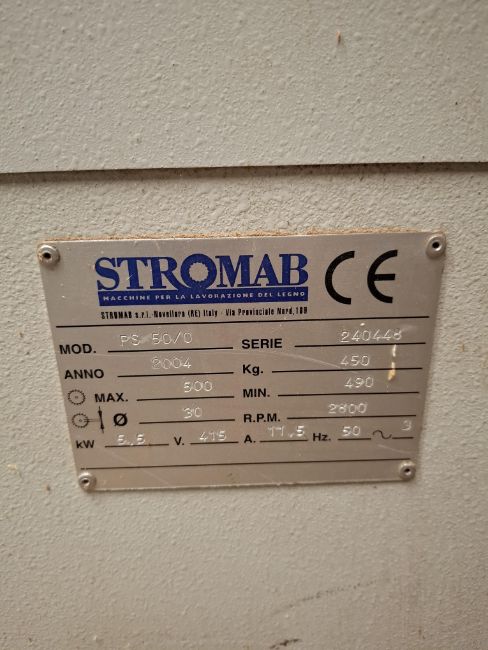 STROMAB CE
MACCHINE PER LA LAVORAZIONE DEL LEGNO
STROMAB s.r.l.-Novellara (RE) Italy - Via Provinciale Nord,109
MOD. PS 50/0 SERIE 240448
ANNO 2004 Kg. 450
MAX. 500 MIN. 490
Ø 30 R.P.M. 2800
kW 5,5 V. 415 A. 11,5 Hz. 50 ~ 3